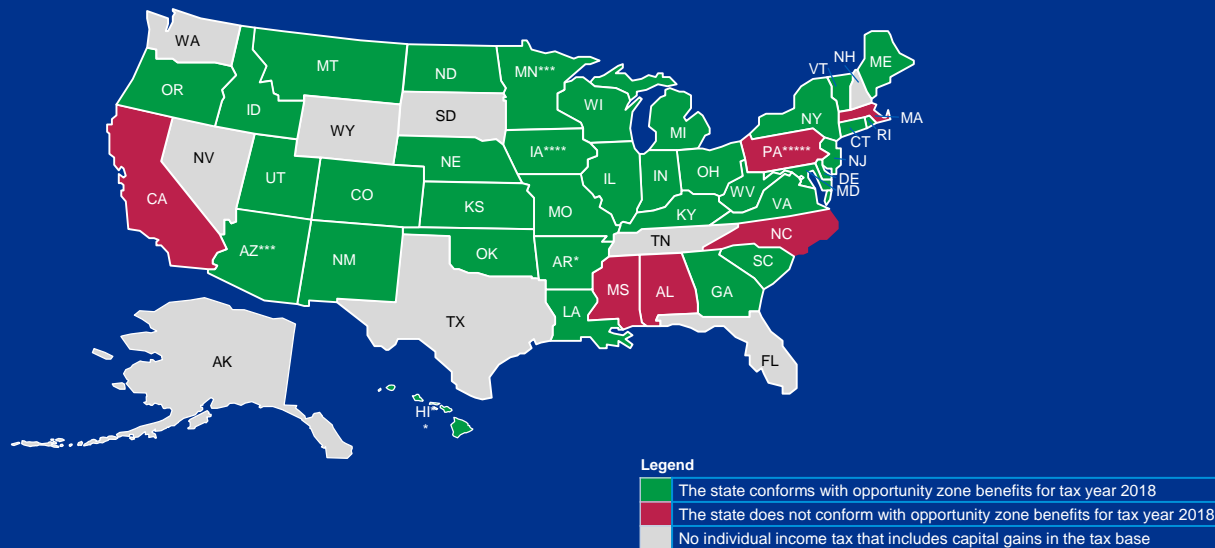 WA
MT
ND
MN***
OR
ID
WY
SD
WI
MI
VT
NH
ME
NY
MA
RI
CT
NV
UT
CO
NE
IA****
IL
IN
OH
PA*****
NJ
DE
MD
WV
VA
CA
KS
MO
KY
AZ***
NM
OK
AR*
TN
NC
SC
MS
AL
GA
LA
TX
FL
AK
HI
*
Legend
The state conforms with opportunity zone benefits for tax year 2018
The state does not conform with opportunity zone benefits for tax year 2018
No individual income tax that includes capital gains in the tax base